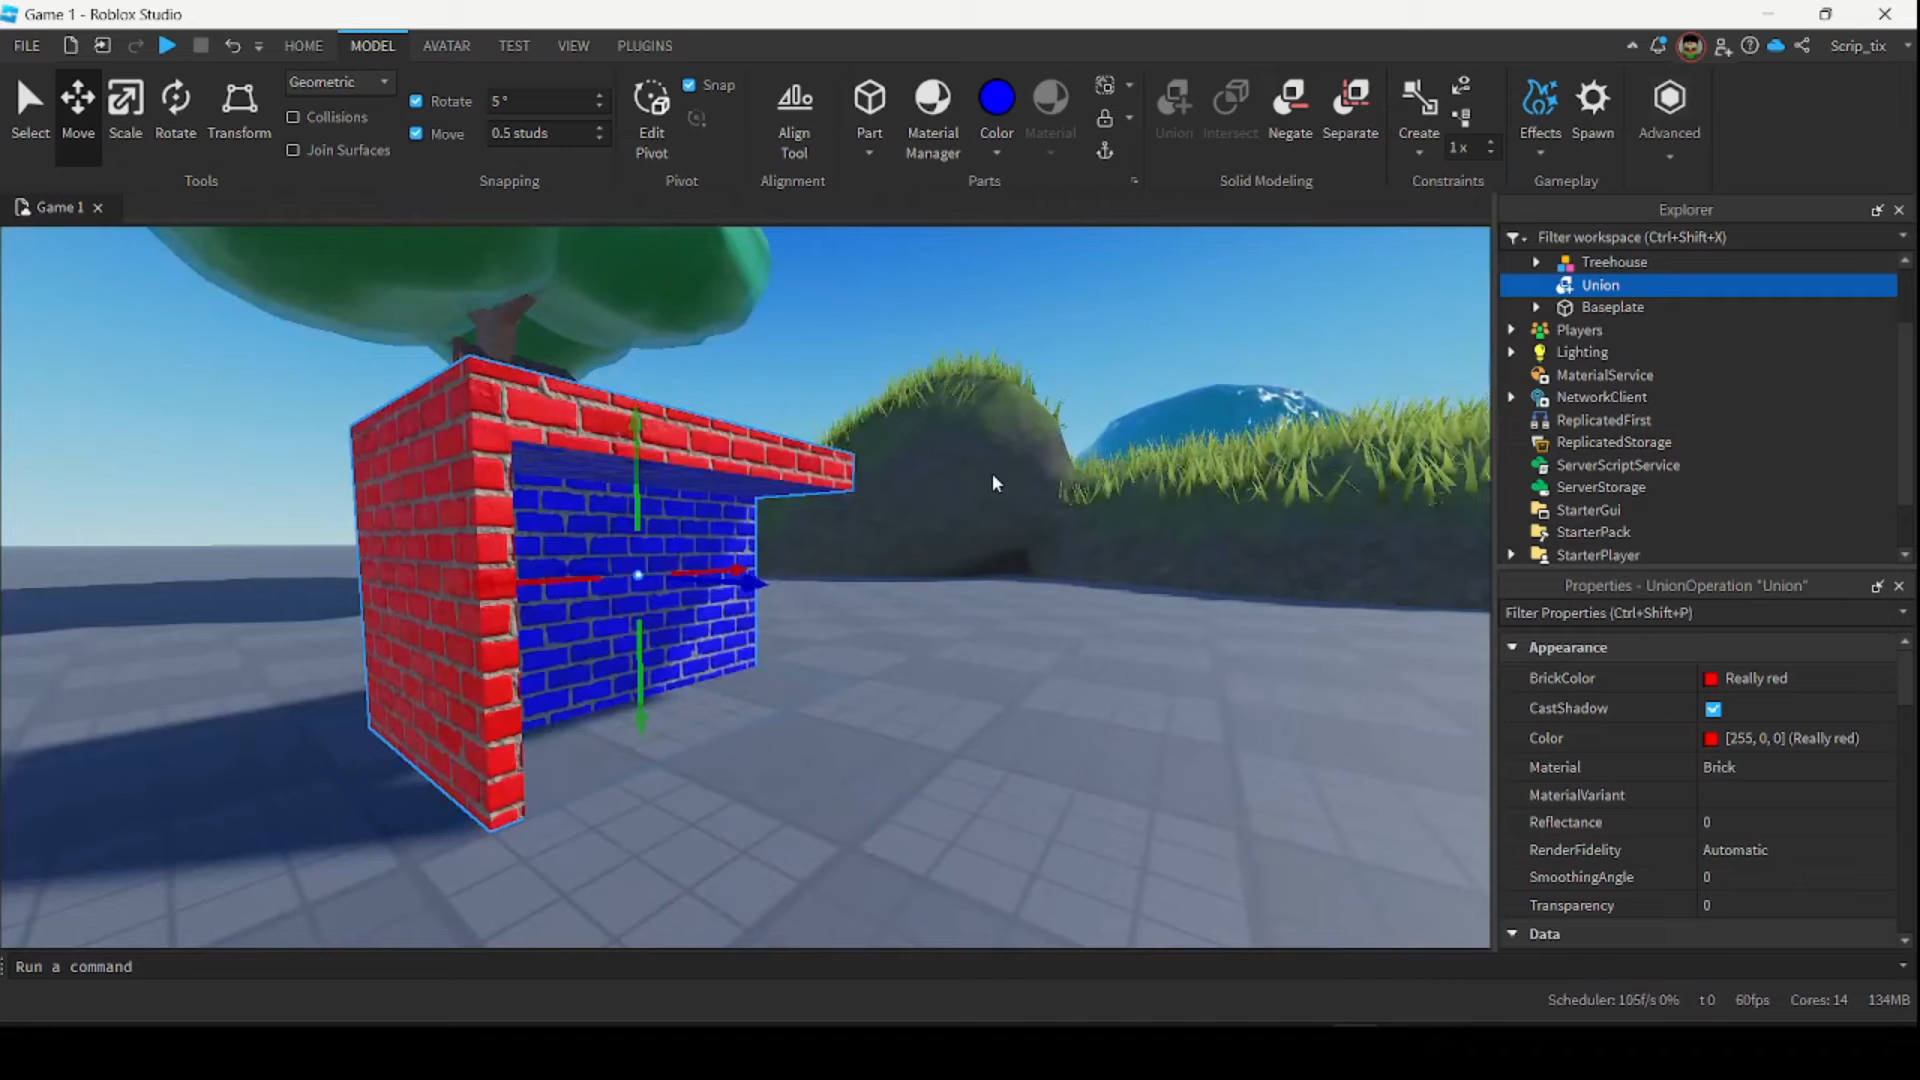 Game 1 - Roblox Studio
FILE HOME MODEL AVATAR TEST VIEW PLUGINS Scrip_tix
Select Move Scale Rotate Transform
Geometric
Collisions
Join Surfaces
Tools
Rotate 5 °
Move 0.5 studs
Snapping
Edit Pivot
Snap
Pivot
Align Tool
Alignment
Part
Material Manager
Color
Material
Parts
Union Intersect Negate Separate
Solid Modeling
Create
1 x
Constraints
Effects Spawn
Gameplay
Advanced
Game 1
Explorer
Filter workspace (Ctrl+Shift+X)
Treehouse
Union
Baseplate
Players
Lighting
MaterialService
NetworkClient
ReplicatedFirst
ReplicatedStorage
ServerScriptService
ServerStorage
StarterGui
StarterPack
StarterPlayer
Properties - UnionOperation "Union"
Filter Properties (Ctrl+Shift+P)
Appearance
BrickColor Really red
CastShadow
Color [255, 0, 0] (Really red)
Material Brick
MaterialVariant
Reflectance 0
RenderFidelity Automatic
SmoothingAngle 0
Transparency 0
Data
Run a command
Scheduler: 105f/s 0% t 0 60fps Cores: 14 134MB